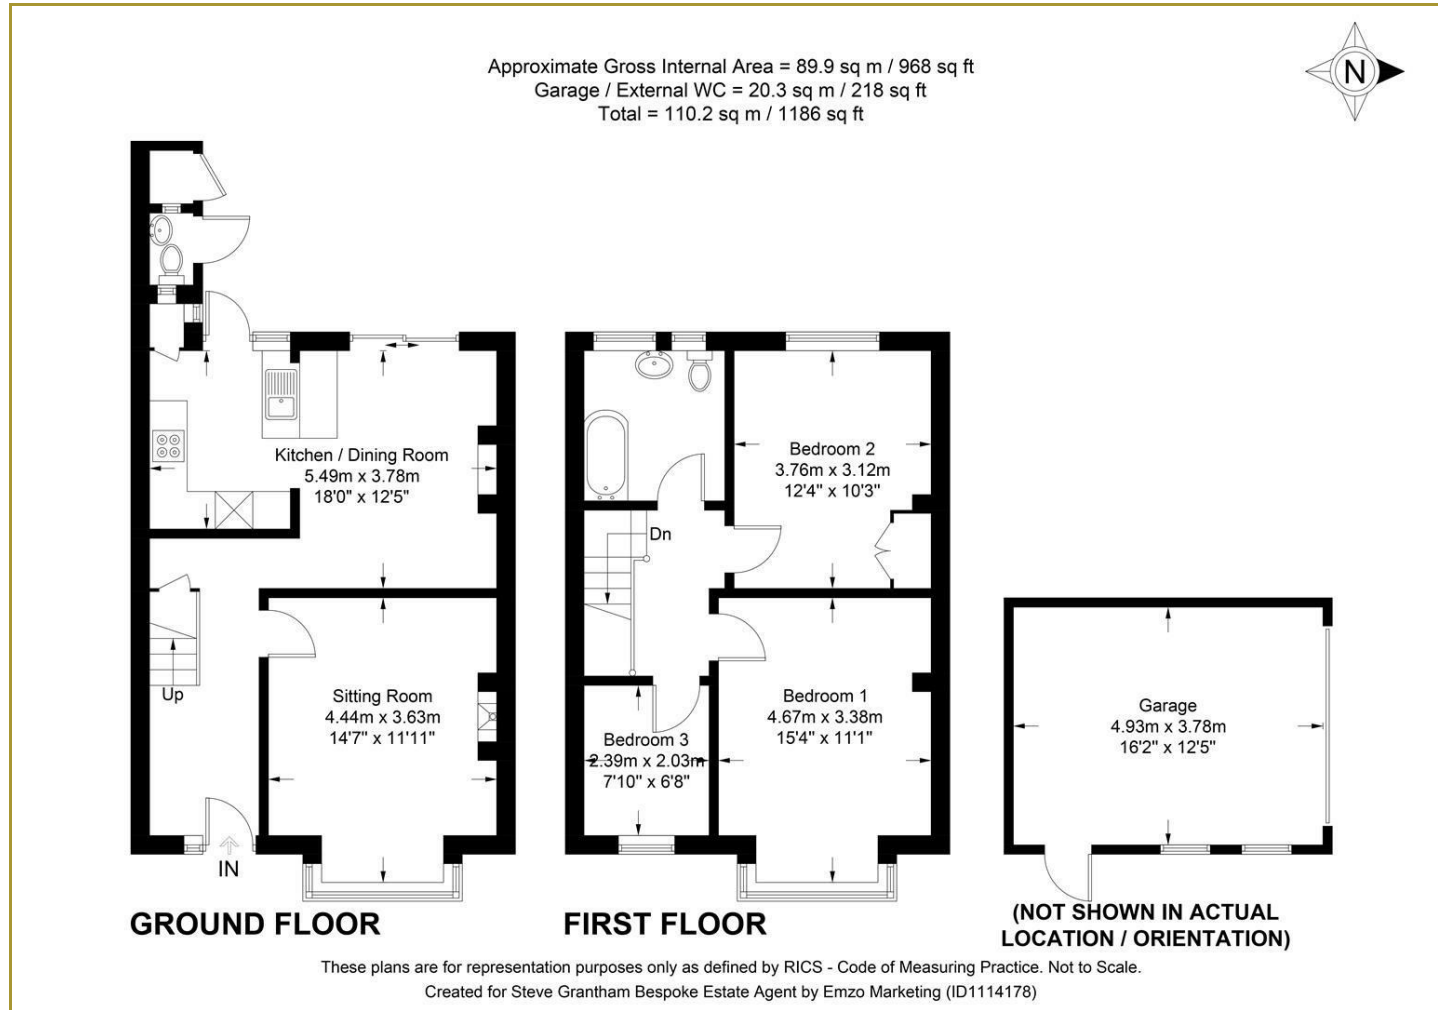 Approximate Gross Internal Area = 89.9 sq m / 968 sq ft
Garage / External WC = 20.3 sq m / 218 sq ft
Total = 110.2 sq m / 1186 sq ft
N
Kitchen / Dining Room
5.49m x 3.78m
18'0" x 12'5"
Up
Sitting Room
4.44m x 3.63m
14'7" x 11'11"
IN
GROUND FLOOR
Bedroom 2
3.76m x 3.12m
12'4" x 10'3"
Dn
Bedroom 1
4.67m x 3.38m
15'4" x 11'1"
Bedroom 3
2.39m x 2.03m
7'10" x 6'8"
FIRST FLOOR
Garage
4.93m x 3.78m
16'2" x 12'5"
(NOT SHOWN IN ACTUAL
LOCATION / ORIENTATION)
These plans are for representation purposes only as defined by RICS - Code of Measuring Practice. Not to Scale.
Created for Steve Grantham Bespoke Estate Agent by Emzo Marketing (ID1114178)